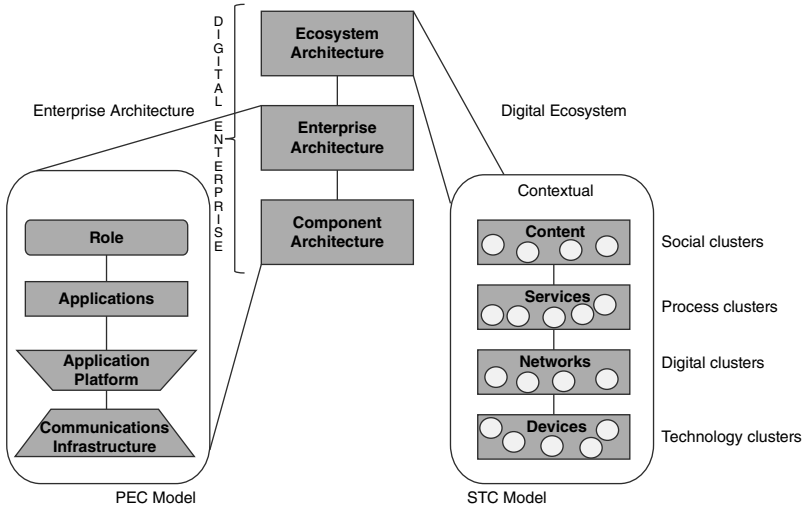 DIGITAL ENTERPRISE
Ecosystem
Architecture
Enterprise Architecture
Digital Ecosystem
Enterprise
Architecture
Component
Architecture
Role
Applications
Application
Platform
Communications
Infrastructure
PEC Model
Contextual
Content
Social clusters
Services
Process clusters
Networks
Digital clusters
Devices
Technology clusters
STC Model